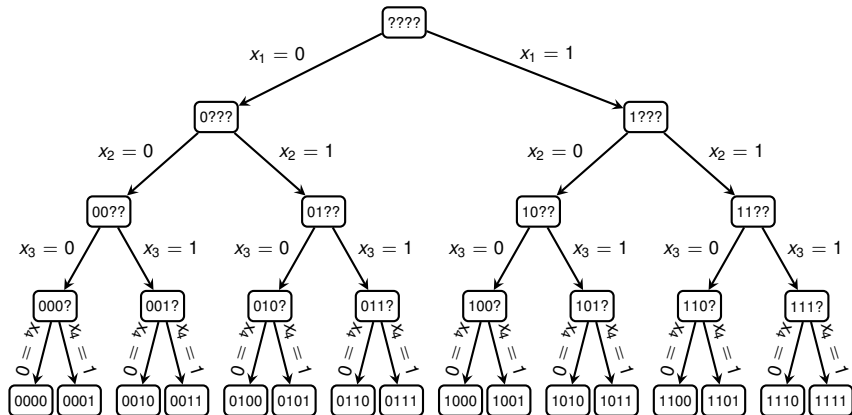 ????
x₁ = 0 x₁ = 1
0??? 1???
x₂ = 0 x₂ = 1 x₂ = 0 x₂ = 1
00?? 01?? 10?? 11??
x₃ = 0 x₃ = 1 x₃ = 0 x₃ = 1 x₃ = 0 x₃ = 1 x₃ = 0 x₃ = 1
000? 001? 010? 011? 100? 101? 110? 111?
x₄ = 0 x₄ = 1 x₄ = 0 x₄ = 1 x₄ = 0 x₄ = 1 x₄ = 0 x₄ = 1 x₄ = 0 x₄ = 1 x₄ = 0 x₄ = 1 x₄ = 0 x₄ = 1 x₄ = 0 x₄ = 1
0000 0001 0010 0011 0100 0101 0110 0111 1000 1001 1010 1011 1100 1101 1110 1111